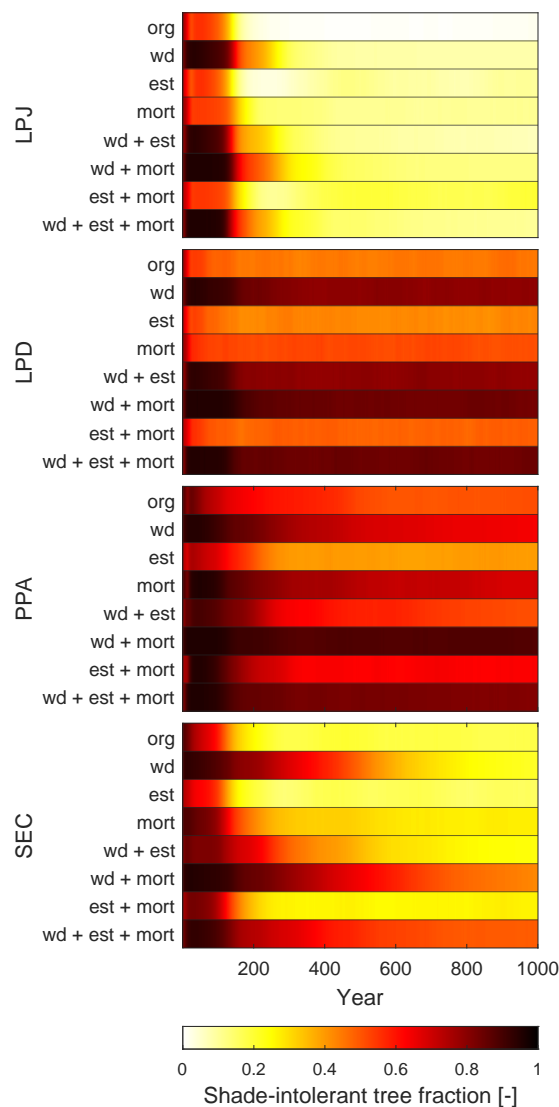 LPJ
org
wd
est
mort
wd + est
wd + mort
est + mort
wd + est + mort
LPD
org
wd
est
mort
wd + est
wd + mort
est + mort
wd + est + mort
PPA
org
wd
est
mort
wd + est
wd + mort
est + mort
wd + est + mort
SEC
org
wd
est
mort
wd + est
wd + mort
est + mort
wd + est + mort
200 400 600 800 1000
Year
0 0.2 0.4 0.6 0.8 1
Shade-intolerant tree fraction [-]